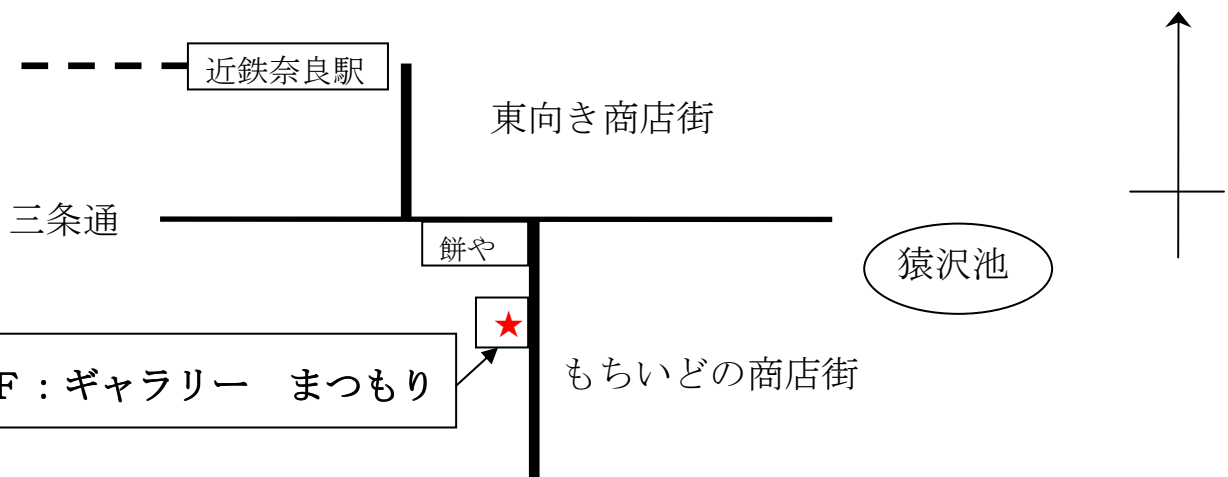 近鉄奈良駅
東向き商店街
三条通
餅や
猿沢池
F：ギャラリー　まつもり
もちいどの商店街